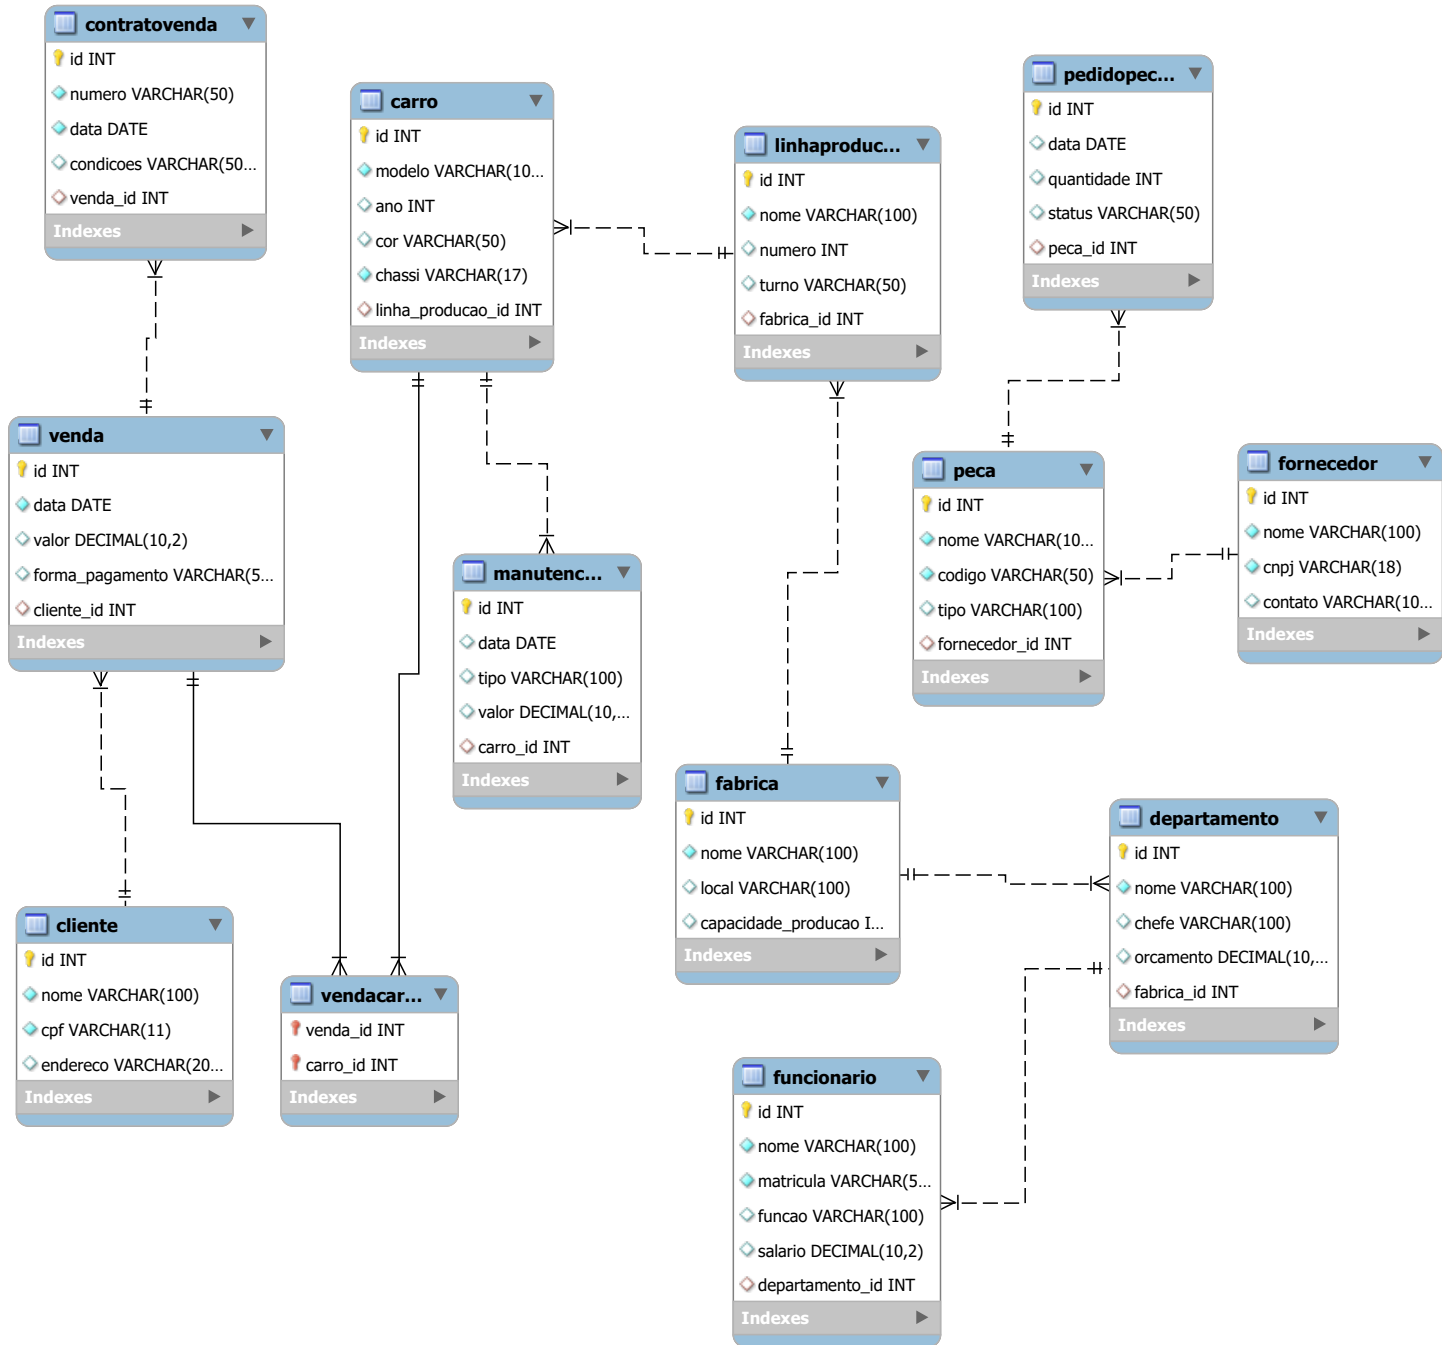 contratovenda
id INT
numero VARCHAR(50)
data DATE
condicoes VARCHAR(50...
venda_id INT
Indexes
carro
id INT
modelo VARCHAR(10...
ano INT
cor VARCHAR(50)
chassi VARCHAR(17)
linha_producao_id INT
Indexes
linhaproduc...
id INT
nome VARCHAR(100)
numero INT
turno VARCHAR(50)
fabrica_id INT
Indexes
pedidopec...
id INT
data DATE
quantidade INT
status VARCHAR(50)
peca_id INT
Indexes
venda
id INT
data DATE
valor DECIMAL(10,2)
forma_pagamento VARCHAR(5...
cliente_id INT
Indexes
manutenc...
id INT
data DATE
tipo VARCHAR(100)
valor DECIMAL(10,...
carro_id INT
Indexes
peca
id INT
nome VARCHAR(10...
codigo VARCHAR(50)
tipo VARCHAR(100)
fornecedor_id INT
Indexes
fornecedor
id INT
nome VARCHAR(100)
cnpj VARCHAR(18)
contato VARCHAR(10...
Indexes
fabrica
id INT
nome VARCHAR(100)
local VARCHAR(100)
capacidade_producao I...
Indexes
departamento
id INT
nome VARCHAR(100)
chefe VARCHAR(100)
orcamento DECIMAL(10,...
fabrica_id INT
Indexes
cliente
id INT
nome VARCHAR(100)
cpf VARCHAR(11)
endereco VARCHAR(20...
Indexes
vendacar...
venda_id INT
carro_id INT
Indexes
funcionario
id INT
nome VARCHAR(100)
matricula VARCHAR(5...
funcao VARCHAR(100)
salario DECIMAL(10,2)
departamento_id INT
Indexes